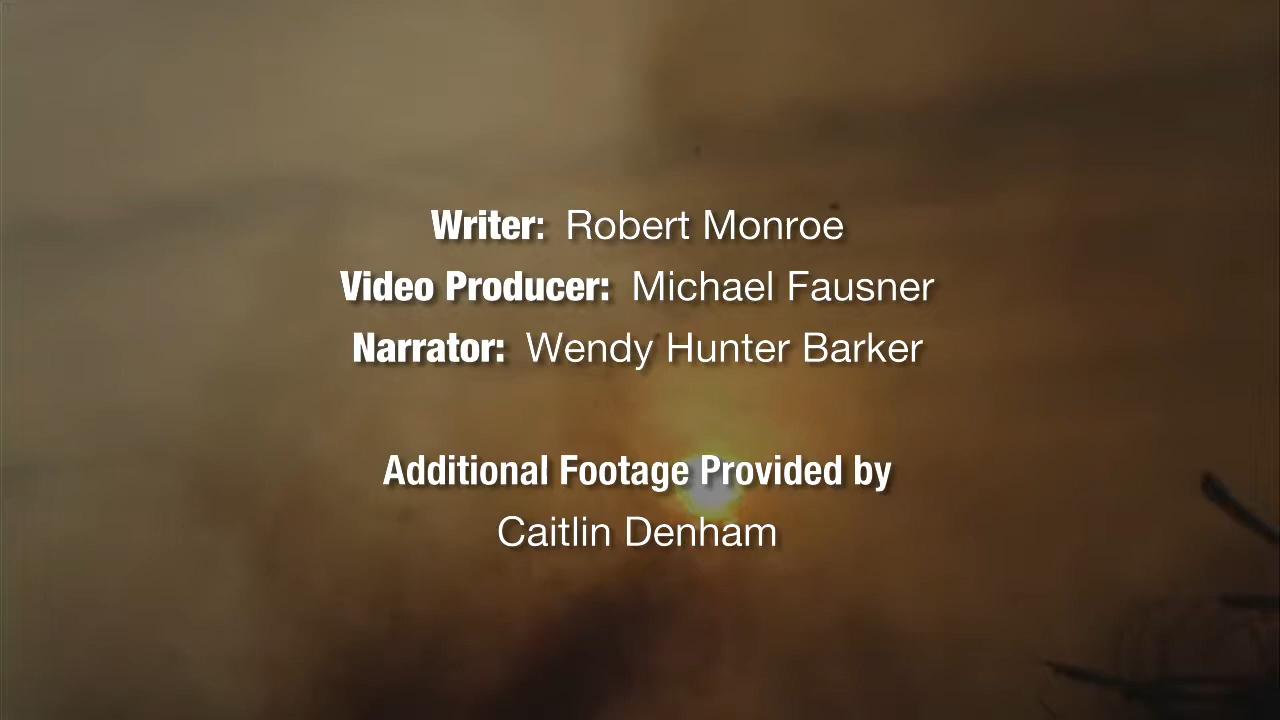 Writer: Robert Monroe
Video Producer: Michael Fausner
Narrator: Wendy Hunter Barker
Additional Footage Provided by
Caitlin Denham